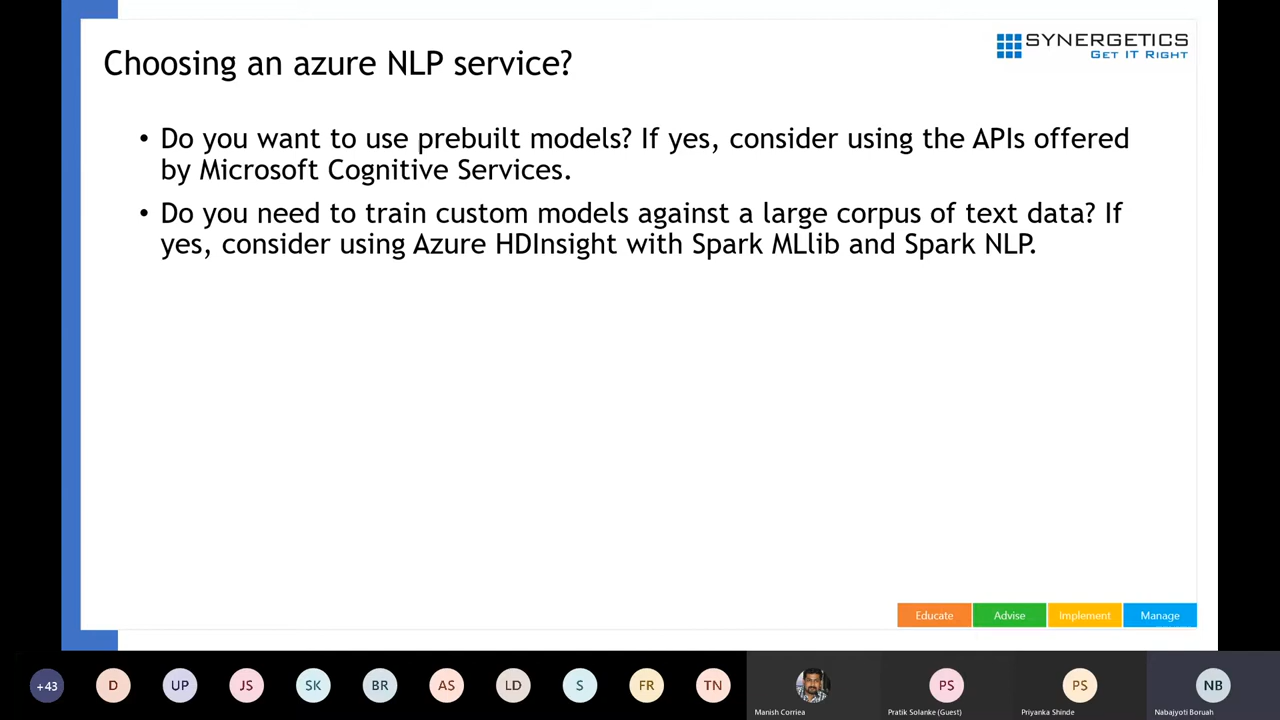 SYNERGETICS
GET IT RIGHT
Choosing an azure NLP service?
• Do you want to use prebuilt models? If yes, consider using the APIs offered
by Microsoft Cognitive Services.
• Do you need to train custom models against a large corpus of text data? If
yes, consider using Azure HDInsight with Spark MLlib and Spark NLP.
Educate Advise Implement Manage
+43 D UP JS SK BR AS LD S FR TN PS PS NB
Manish Corriea Pratik Solanke (Guest) Priyanka Shinde Nabajyoti Boruah